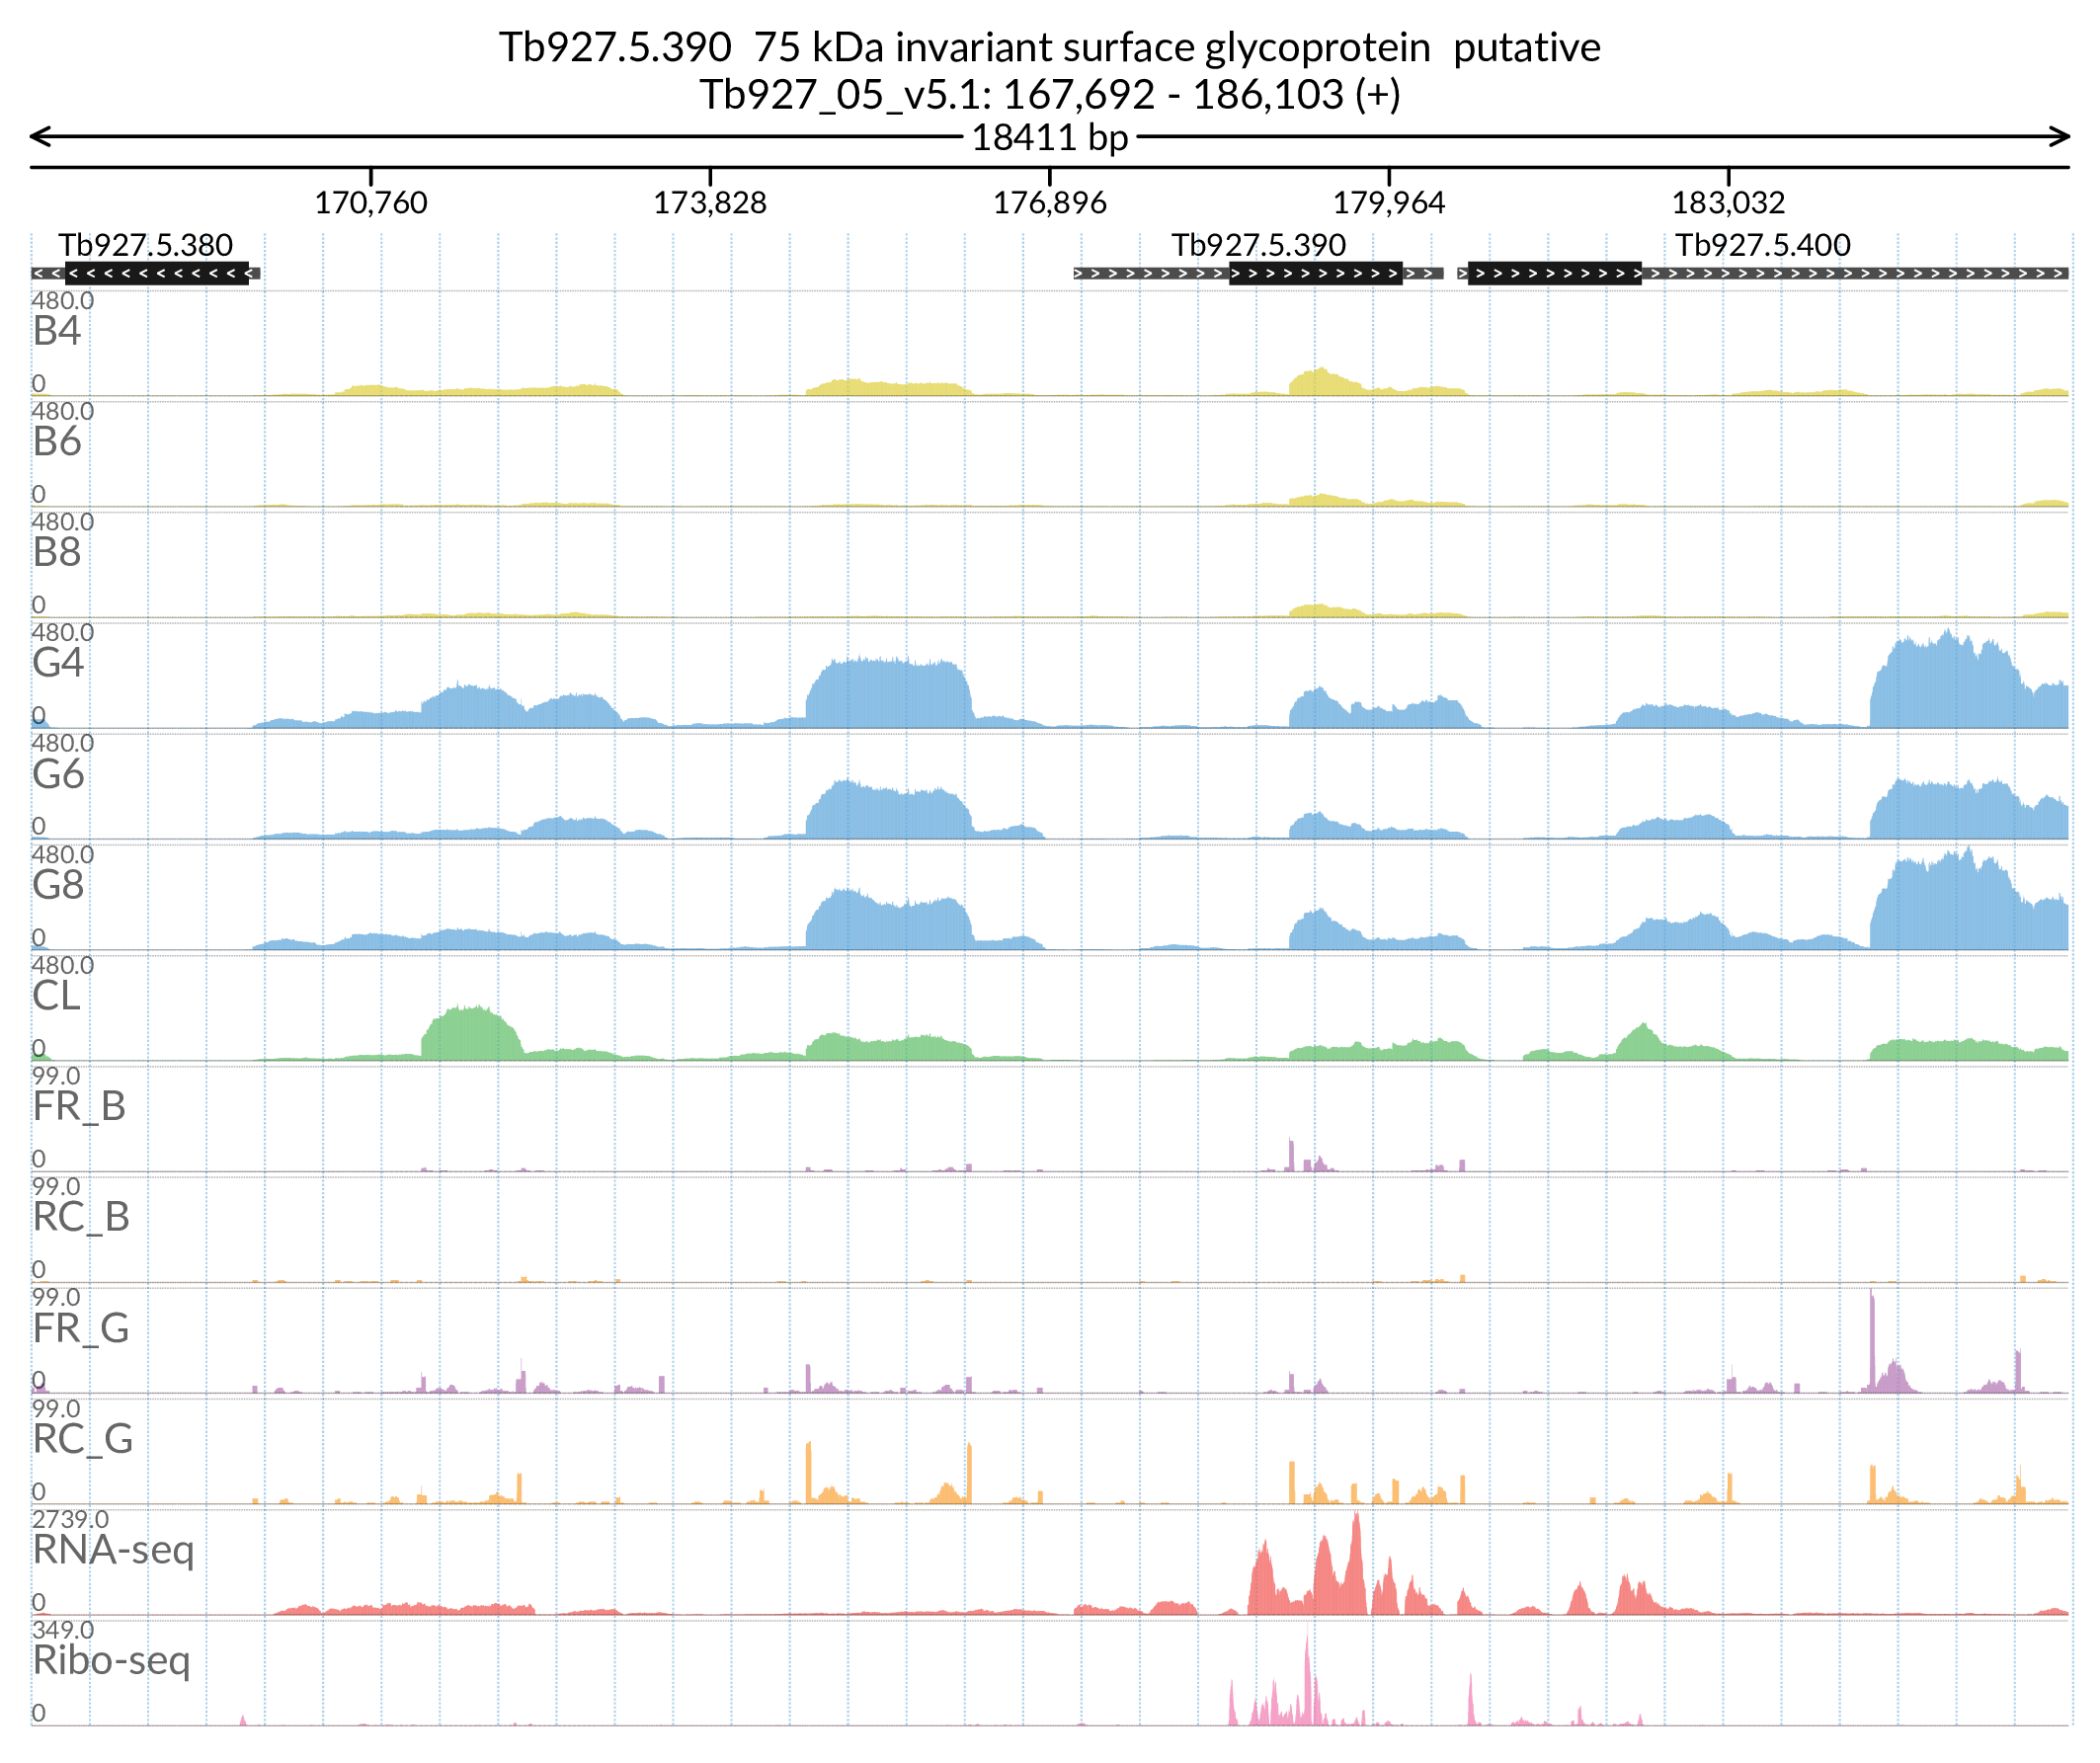 Tb927.5.390  75 kDa invariant surface glycoprotein  putative
Tb927_05_v5.1: 167,692 - 186,103 (+)
18411 bp
170,760 173,828 176,896 179,964 183,032
Tb927.5.380 Tb927.5.390 Tb927.5.400
480.0
B4
0
480.0
B6
0
480.0
B8
0
480.0
G4
0
480.0
G6
0
480.0
G8
0
480.0
CL
0
99.0
FR_B
0
99.0
RC_B
0
99.0
FR_G
0
99.0
RC_G
0
2739.0
RNA-seq
0
349.0
Ribo-seq
0